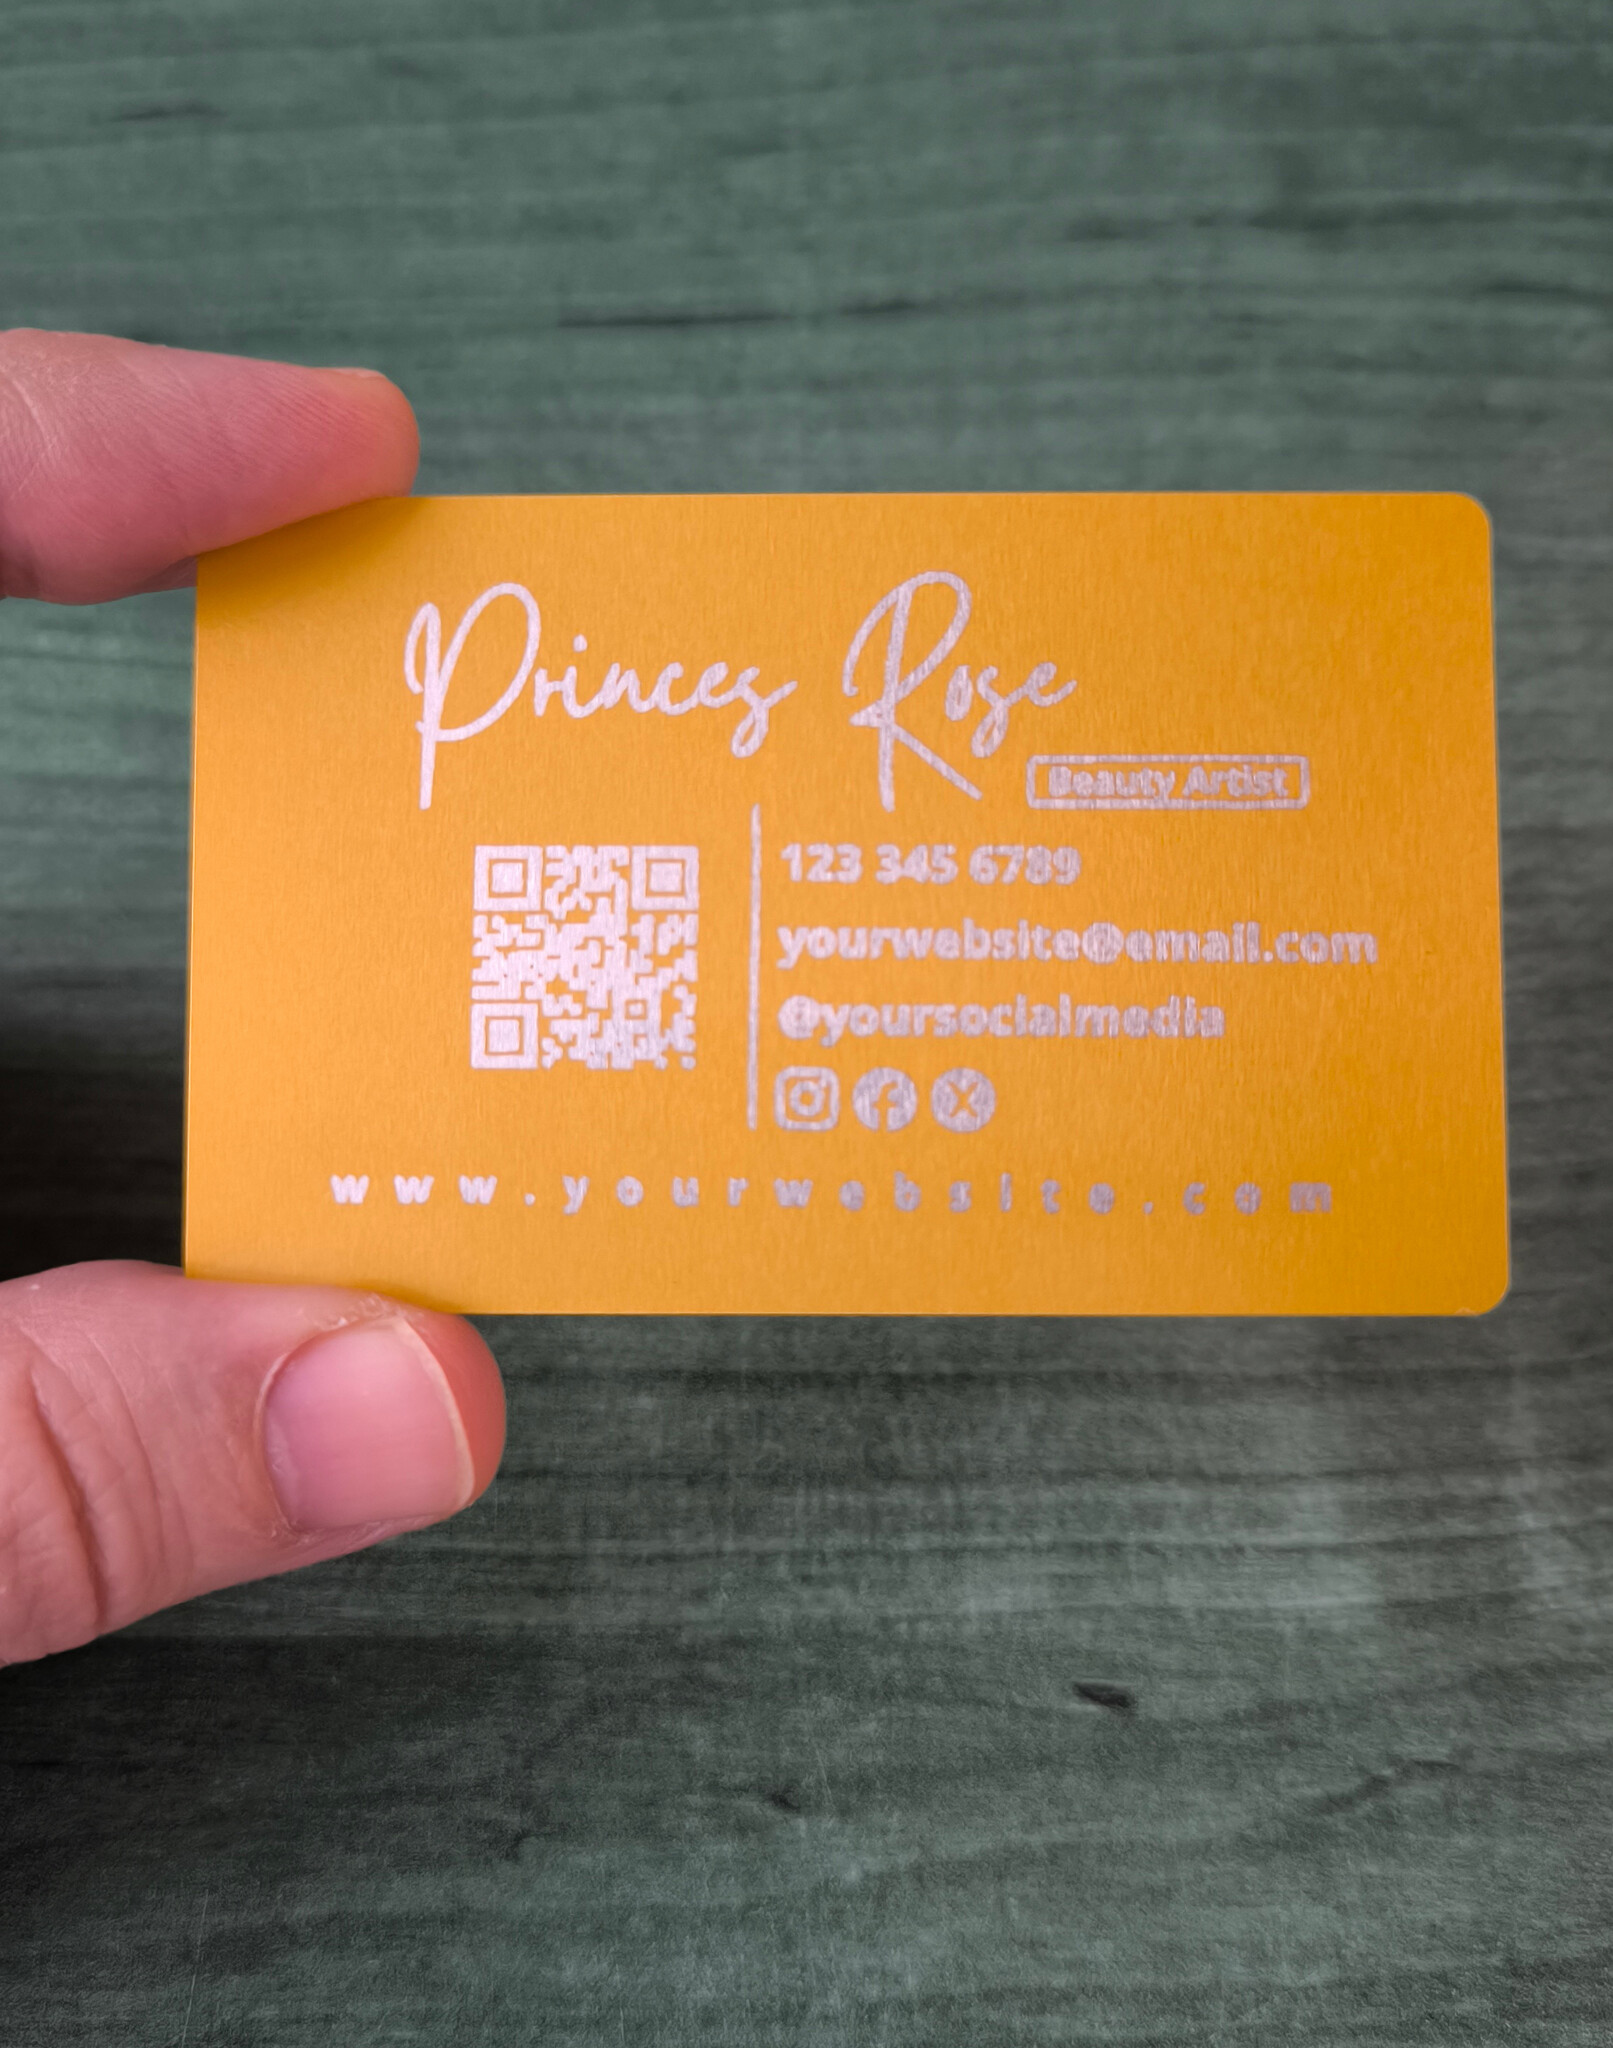 Princes Rose
Beauty Artist
123 345 6789
yourwebsite@email.com
@yoursocialmedia
www.yourwebsite.com